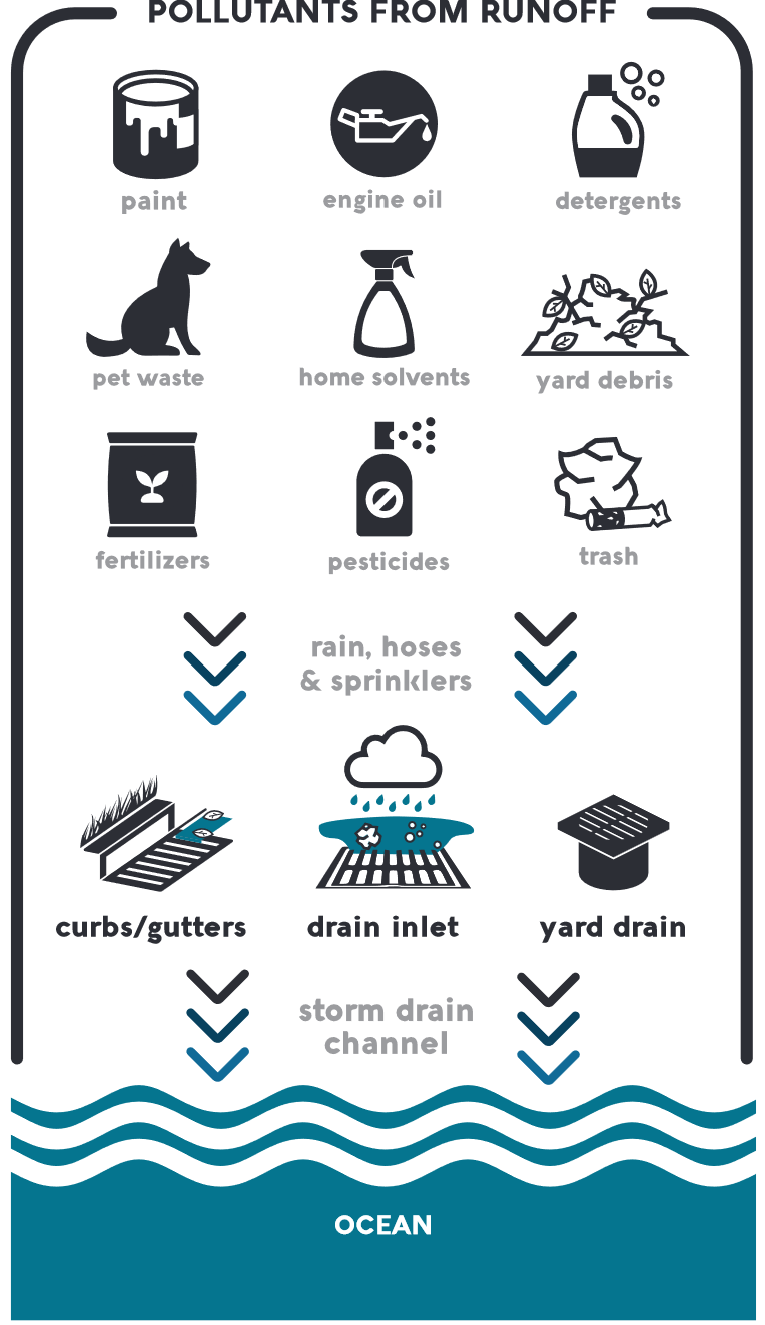 POLLUTANTS FROM RUNOFF
paint
engine oil
detergents
pet waste
home solvents
yard debris
fertilizers
pesticides
trash
rain, hoses
& sprinklers
curbs/gutters
drain inlet
yard drain
storm drain
channel
OCEAN